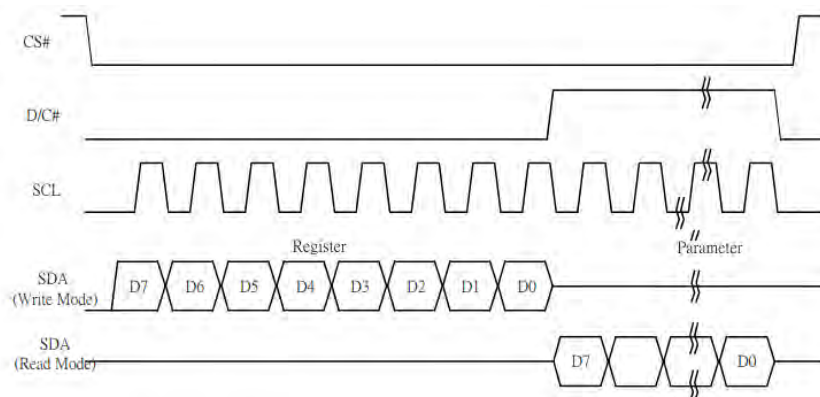 CS#
D/C#
SCL
Register
Parameter
SDA
(Write Mode)
D7 D6 D5 D4 D3 D2 D1 D0
SDA
(Read Mode)
D7 D0